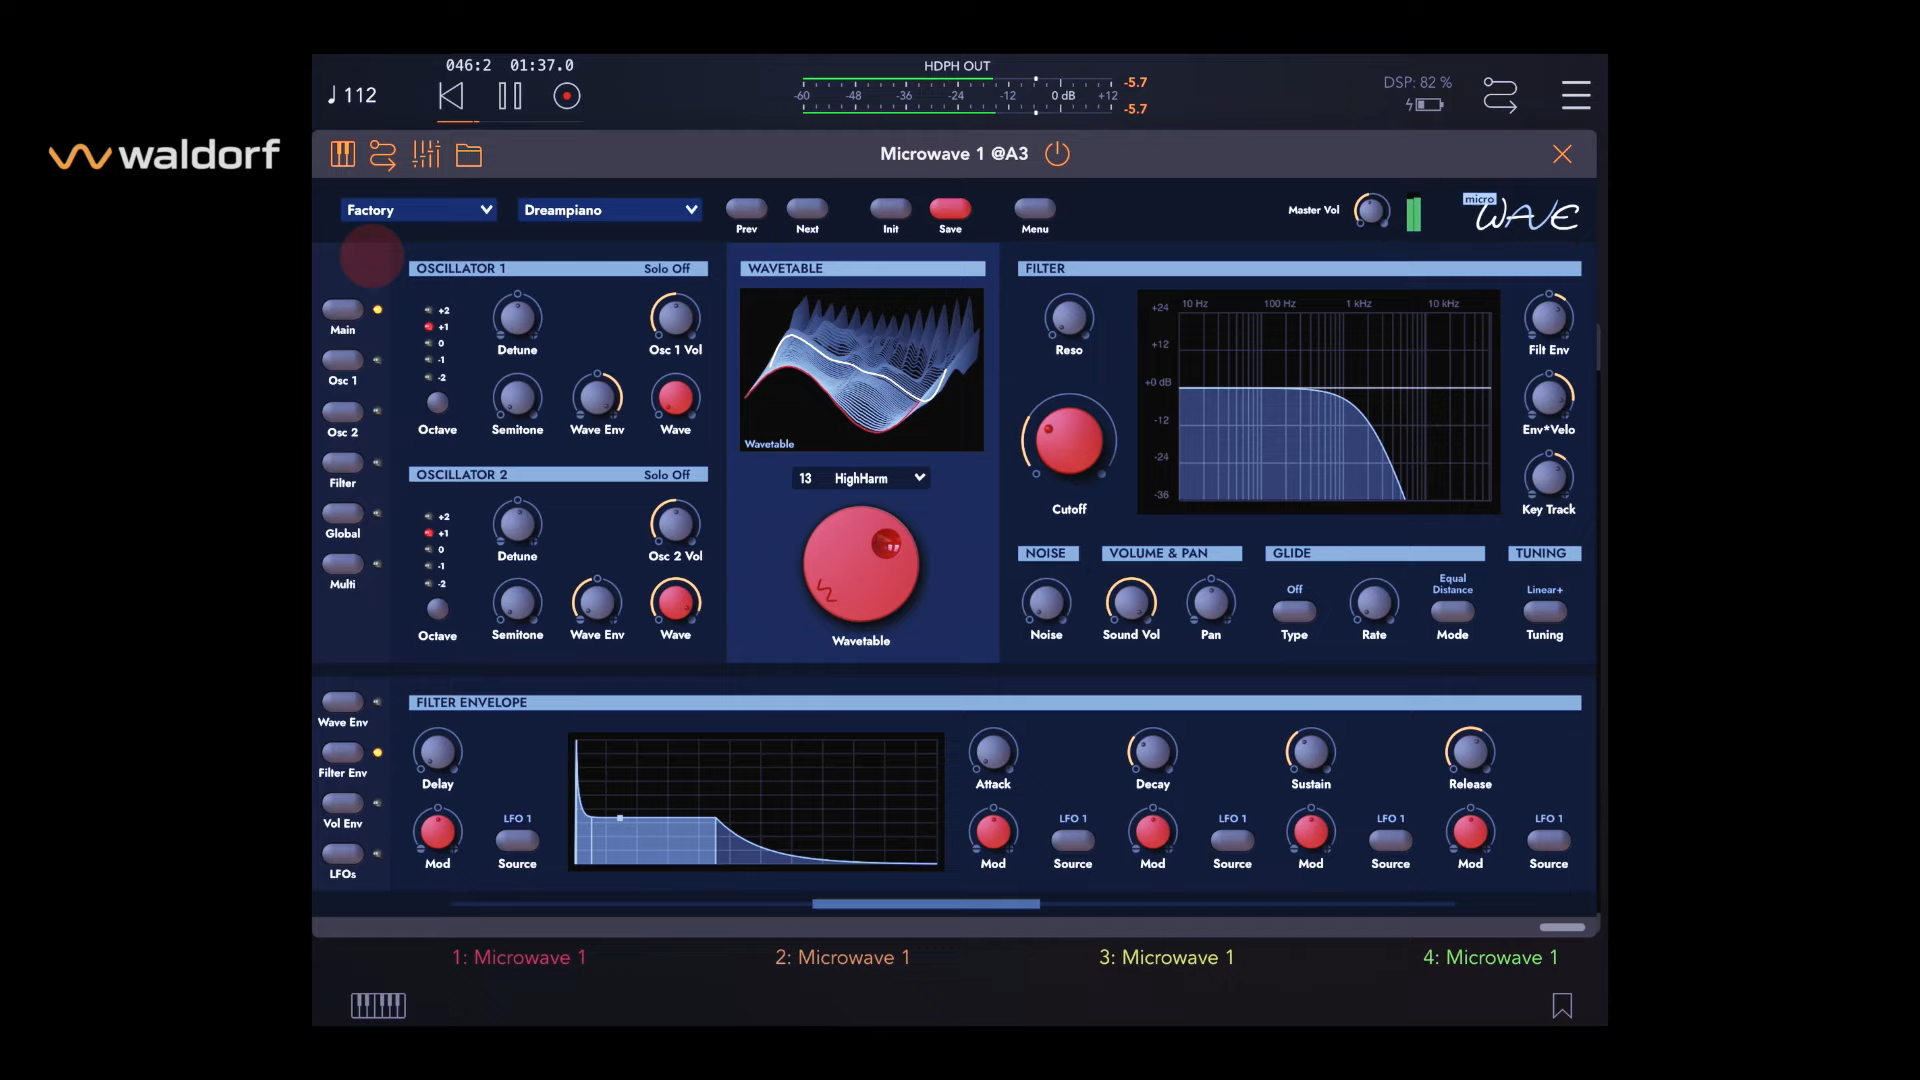 waldorf
112
046:2 01:37.0
HDPH OUT
-60 -48 -36 -24 -12 0 dB +12
-5.7
-5.7
DSP: 82 %
Microwave 1 @A3
Factory
Dreampiano
Prev
Next
Init
Save
Menu
Master Vol
micro
WAVE
Main
Osc 1
Osc 2
Filter
Global
Multi
OSCILLATOR 1 Solo Off
+2
+1
0
-1
-2
Octave
Detune
Osc 1 Vol
Semitone
Wave Env
Wave
OSCILLATOR 2 Solo Off
+2
+1
0
-1
-2
Octave
Detune
Osc 2 Vol
Semitone
Wave Env
Wave
WAVETABLE
Wavetable
13 HighHarm
Wavetable
FILTER
Reso
Cutoff
10 Hz 100 Hz 1 kHz 10 kHz
+24
+12
+0 dB
-12
-24
-36
Filt Env
Env*Velo
Key Track
NOISE
Noise
VOLUME & PAN
Sound Vol
Pan
GLIDE
Off
Type
Rate
Equal
Distance
Mode
TUNING
Linear+
Tuning
Wave Env
Filter Env
Vol Env
LFOs
FILTER ENVELOPE
Delay
Mod
LFO 1
Source
Attack
Mod
LFO 1
Source
Decay
Mod
LFO 1
Source
Sustain
Mod
LFO 1
Source
Release
Mod
LFO 1
Source
1: Microwave 1
2: Microwave 1
3: Microwave 1
4: Microwave 1